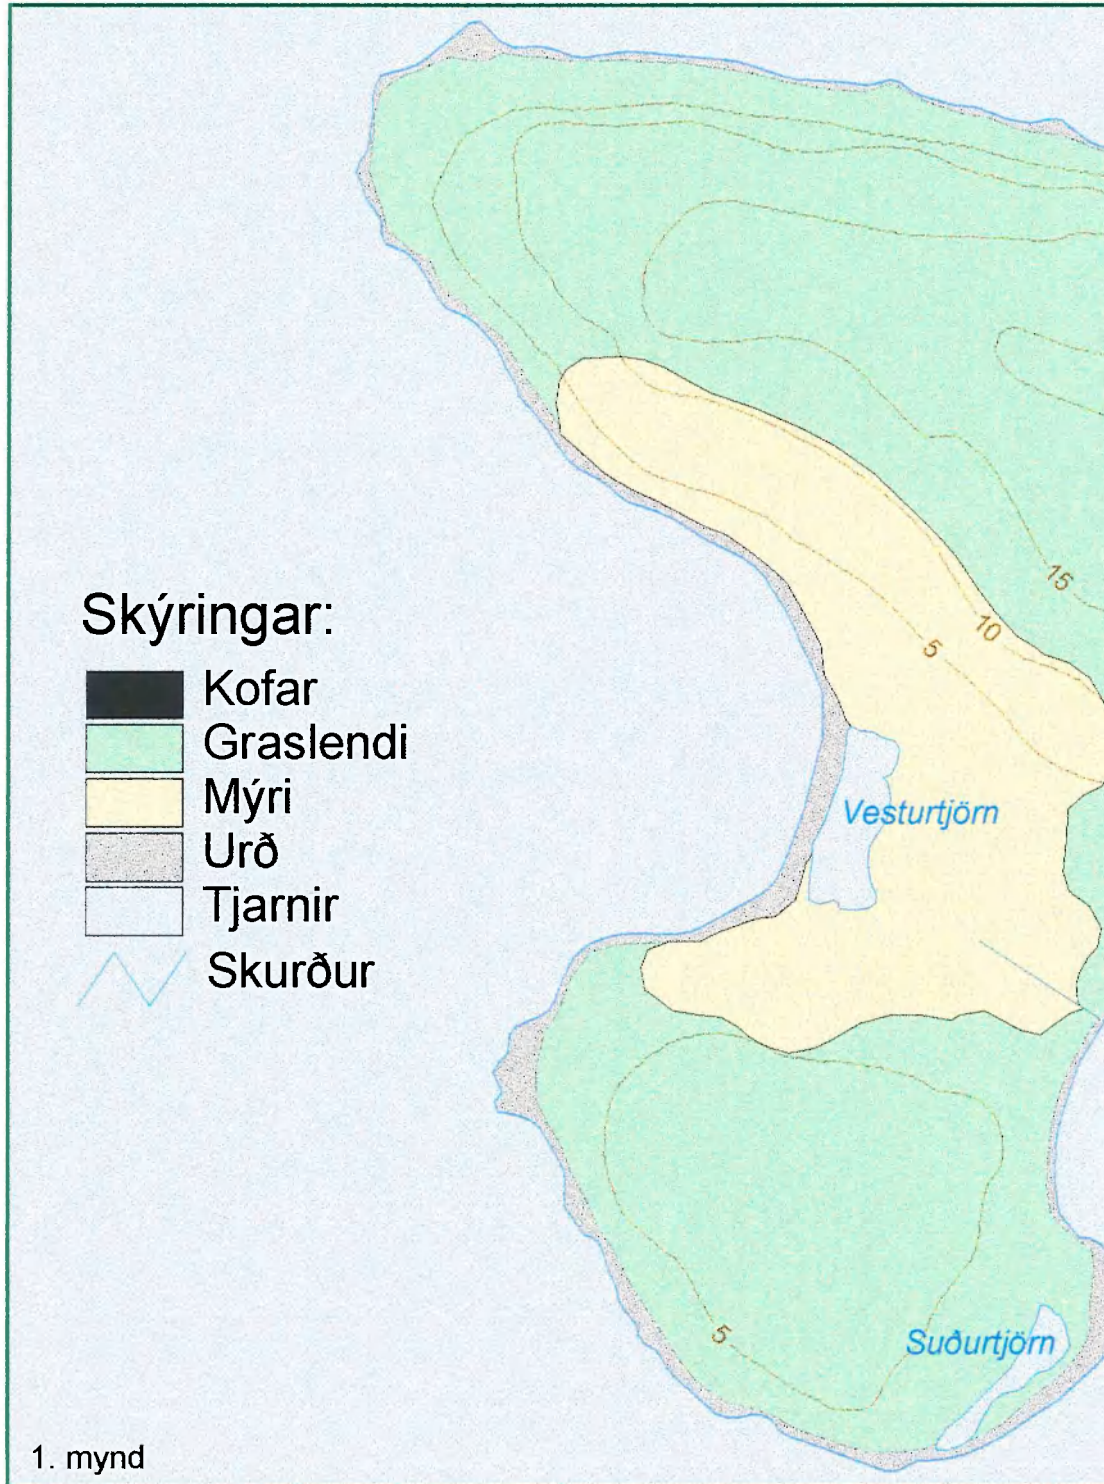 15
10
5
Skýringar:
Kofar
Graslendi
Mýri
Urð
Tjarnir
Skurður
Vesturtjörn
5
Suðurtjörn
1. mynd